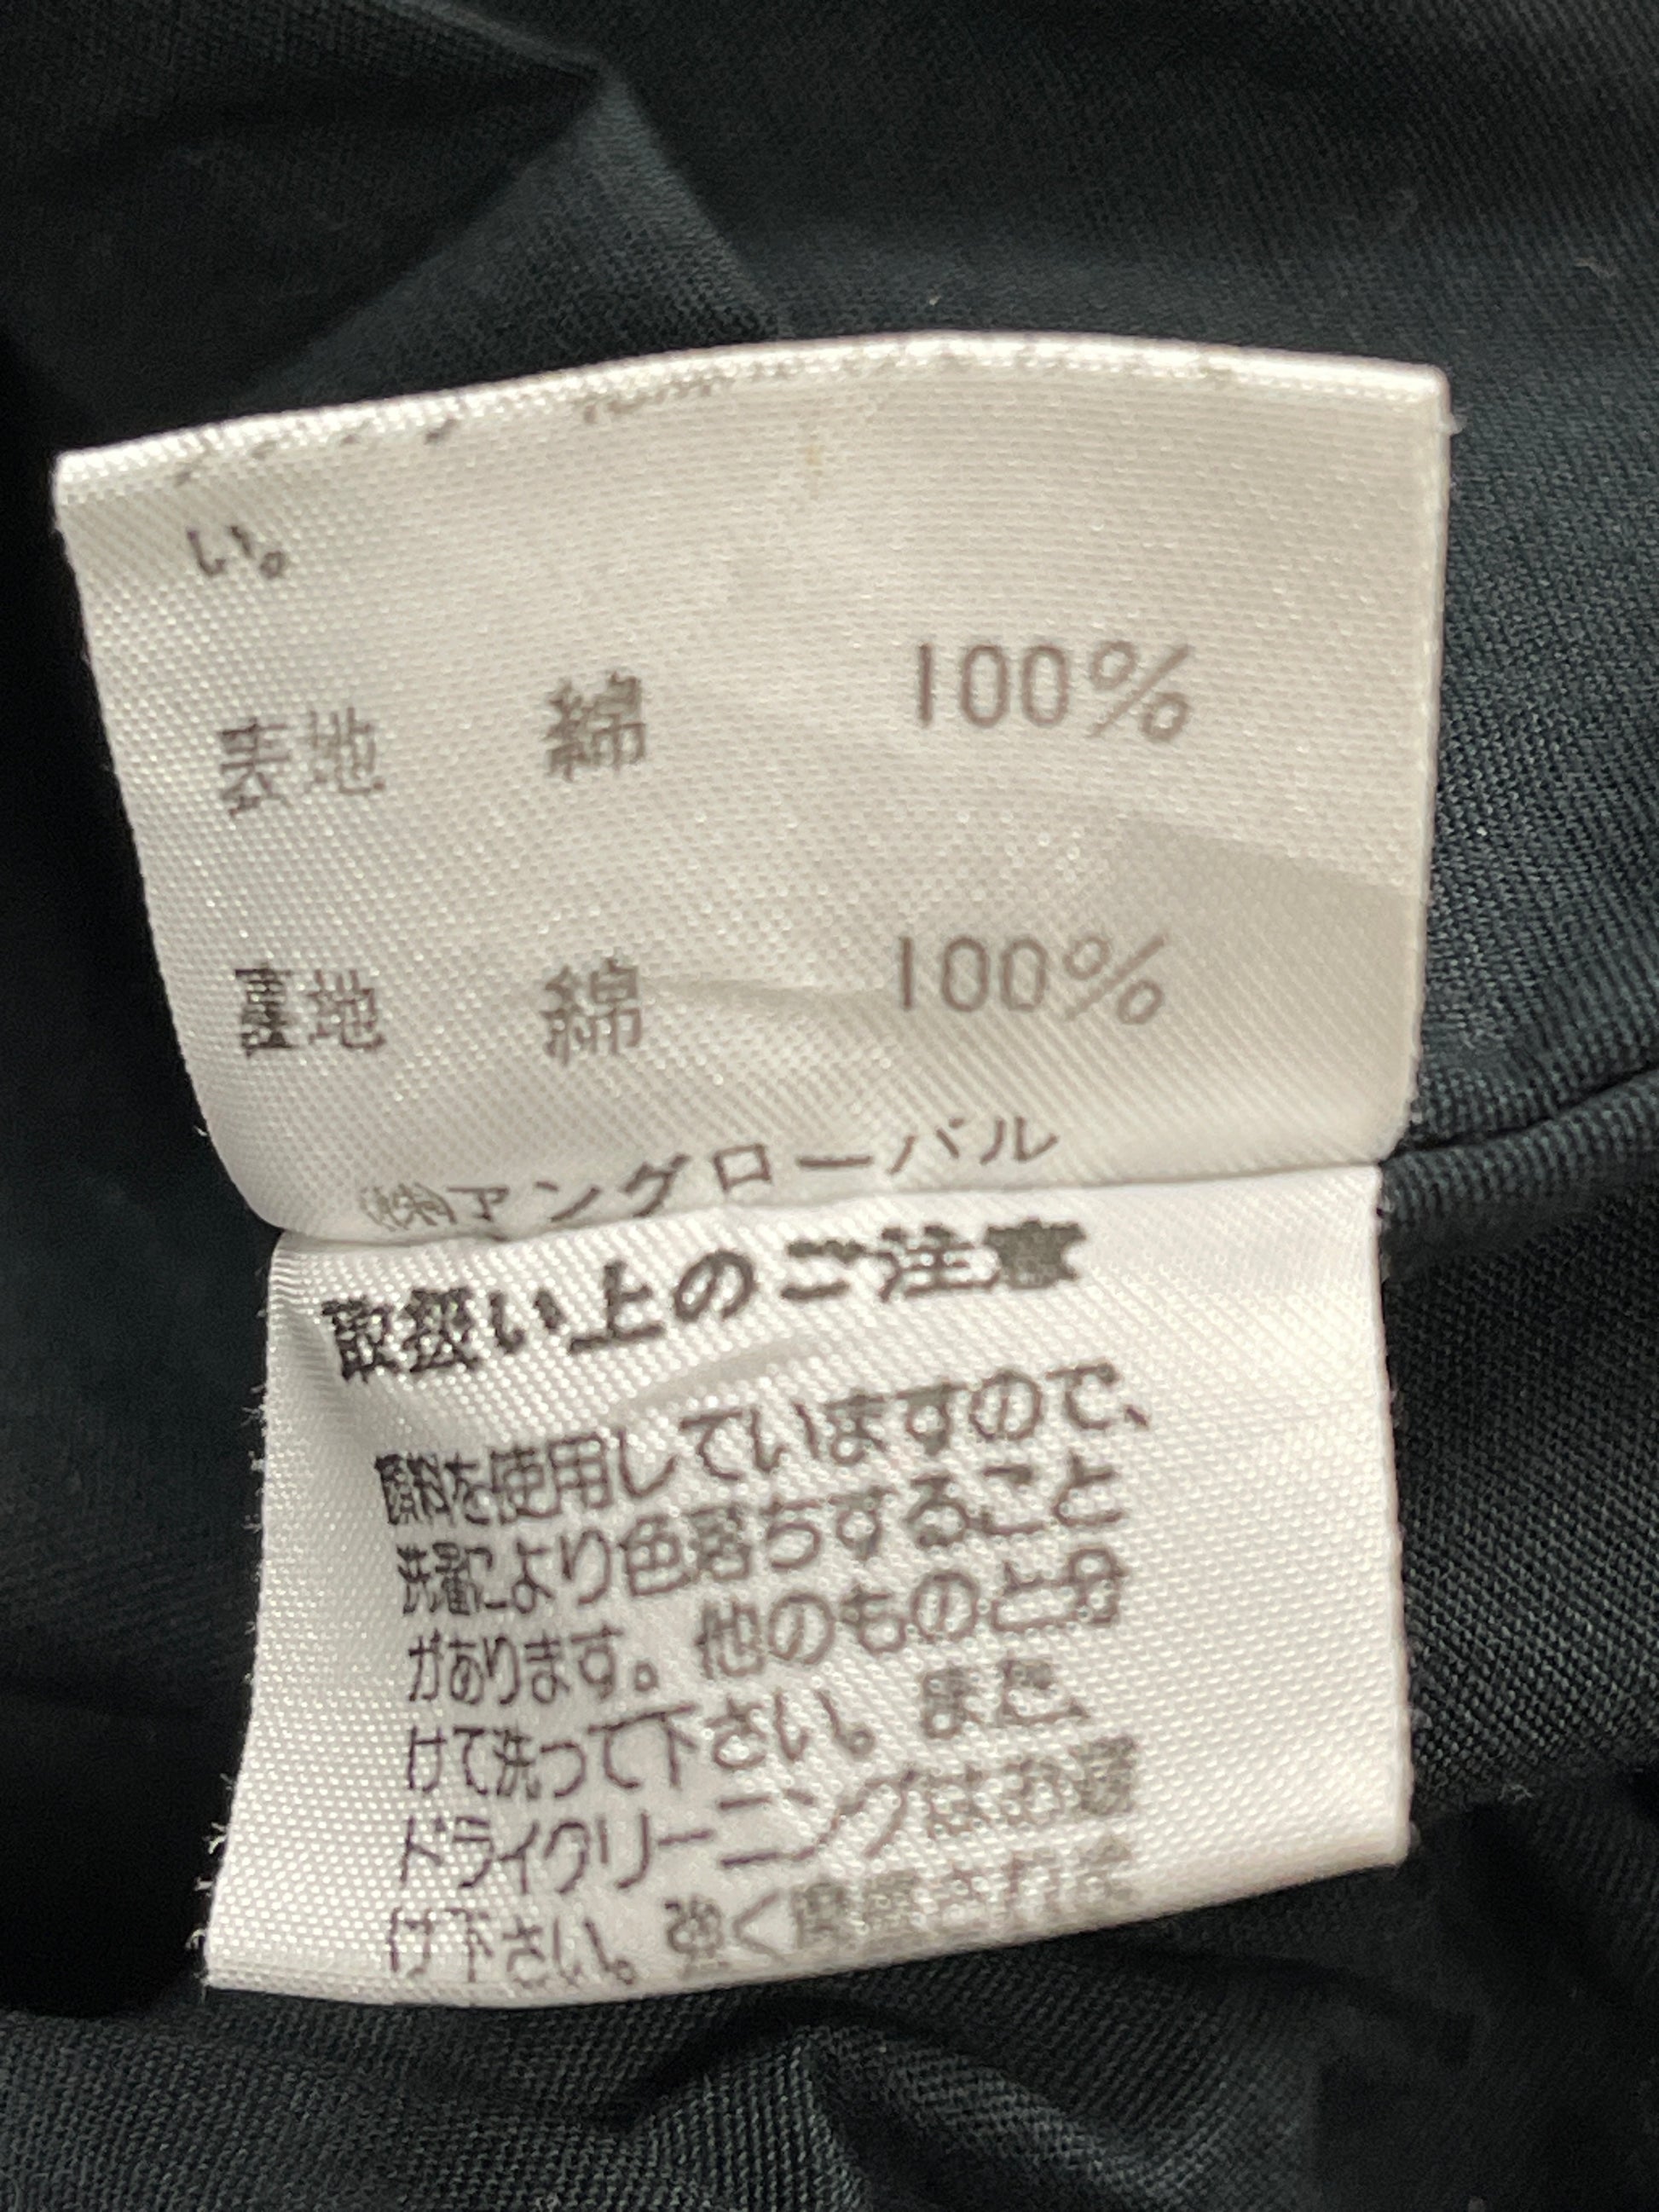 い。
表地 綿 100%
裏地 綿 100%
㈱アングローバル
取扱い上のご注意
顔料を使用していますので、
洗濯により色落ちすること
があります。他のものと分
けて洗って下さい。また、
ドライクリーニングはお避
け下さい。強く摩擦されま